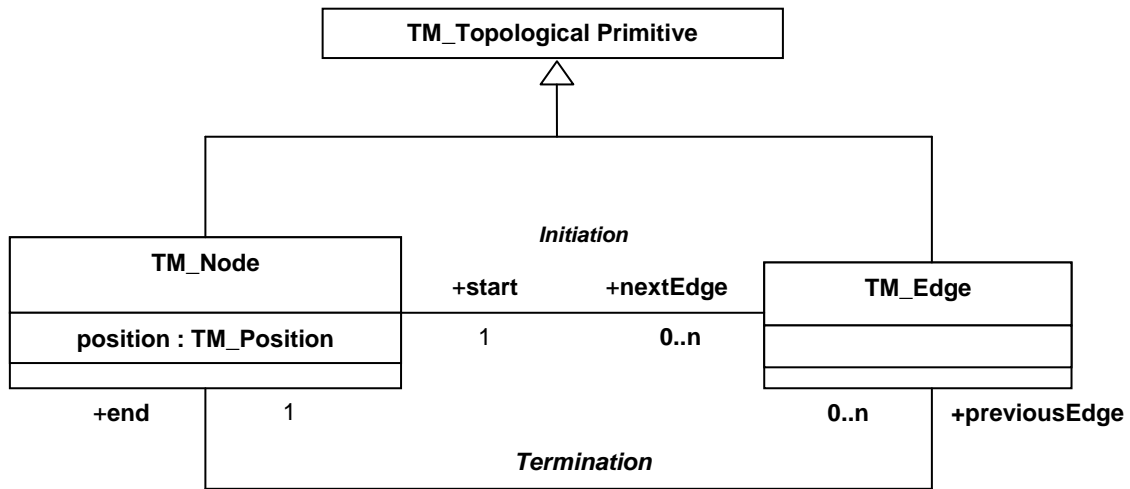 TM_Topological Primitive
Initiation
TM_Node
+start
+nextEdge
TM_Edge
position : TM_Position
1
0..n
+end
1
0..n
+previousEdge
Termination